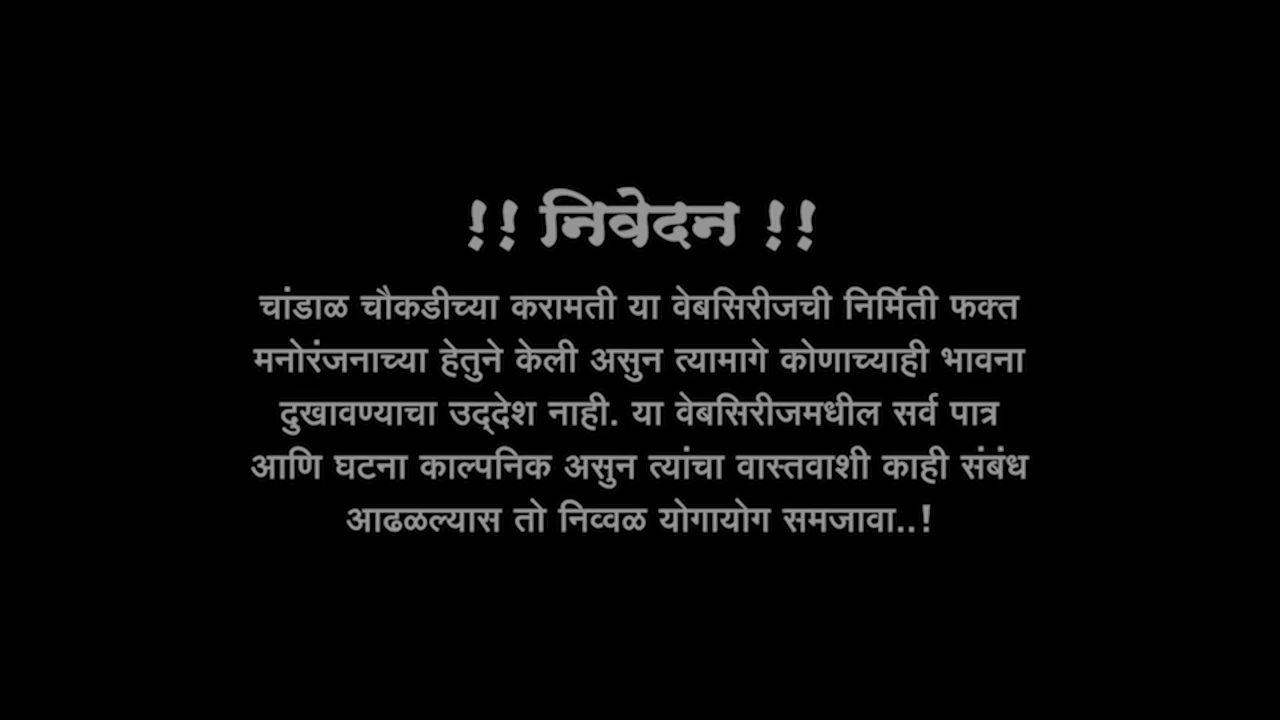 !! निवेदन !!
चांडाळ चौकडीच्या करामती या वेबसिरीजची निर्मिती फक्त
मनोरंजनाच्या हेतुने केली असुन त्यामागे कोणाच्याही भावना
दुखावण्याचा उद्‌देश नाही. या वेबसिरीजमधील सर्व पात्र
आणि घटना काल्पनिक असुन त्यांचा वास्तवाशी काही संबंध
आढळल्यास तो निव्वळ योगायोग समजावा..!